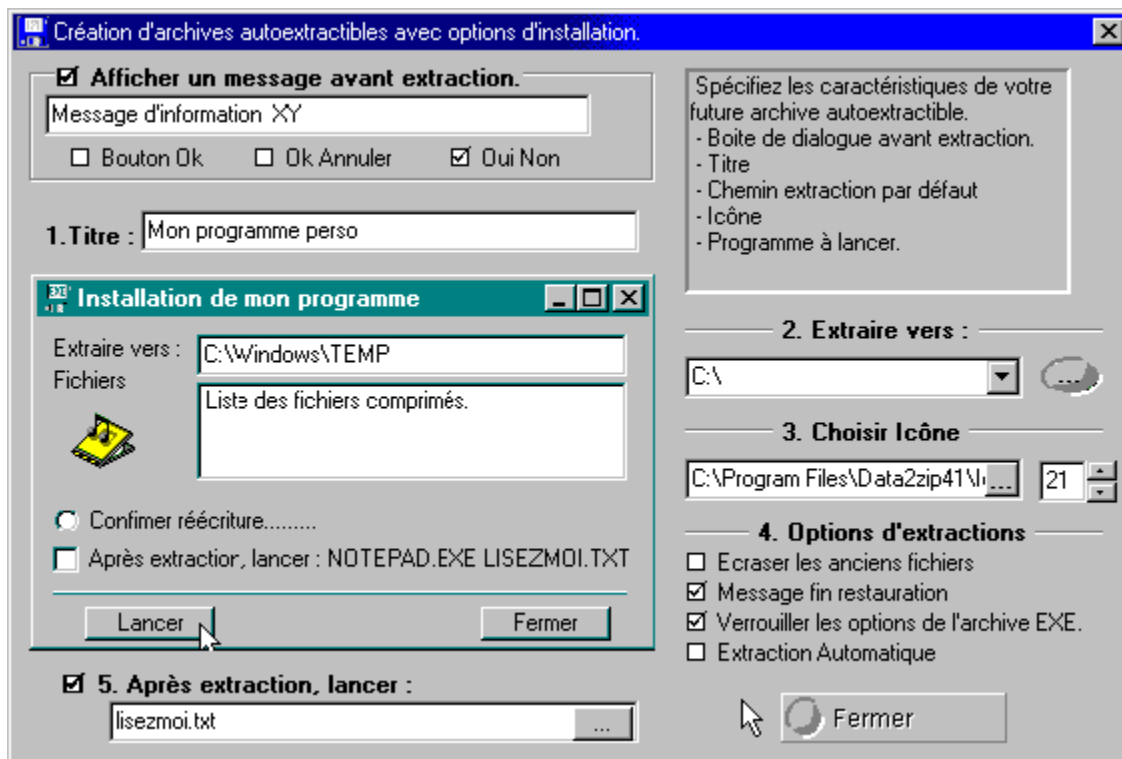 Création d'archives autoextractibles avec options d'installation.
Afficher un message avant extraction.
Message d'information XY
Bouton Ok
Ok Annuler
Oui Non
1.Titre :
Mon programme perso
Installation de mon programme
Extraire vers :
C:\Windows\TEMP
Fichiers
Liste des fichiers comprimés.
Confimer réécriture.........
Après extraction, lancer : NOTEPAD.EXE LISEZMOI.TXT
Lancer
Fermer
5. Après extraction, lancer :
lisezmoi.txt
...
Spécifiez les caractéristiques de votre
future archive autoextractible.
- Boite de dialogue avant extraction.
- Titre
- Chemin extraction par défaut
- Icône
- Programme à lancer.
2. Extraire vers :
C:\
...
3. Choisir Icône
C:\Program Files\Data2zip41\
...
21
4. Options d'extractions
Ecraser les anciens fichiers
Message fin restauration
Verrouiller les options de l'archive EXE.
Extraction Automatique
Fermer